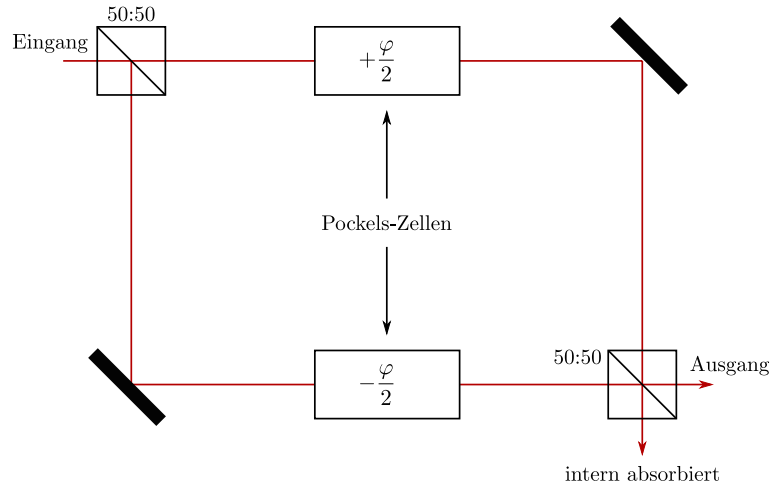 50:50
Eingang
+φ/2
Pockels-Zellen
−φ/2
50:50
Ausgang
intern absorbiert